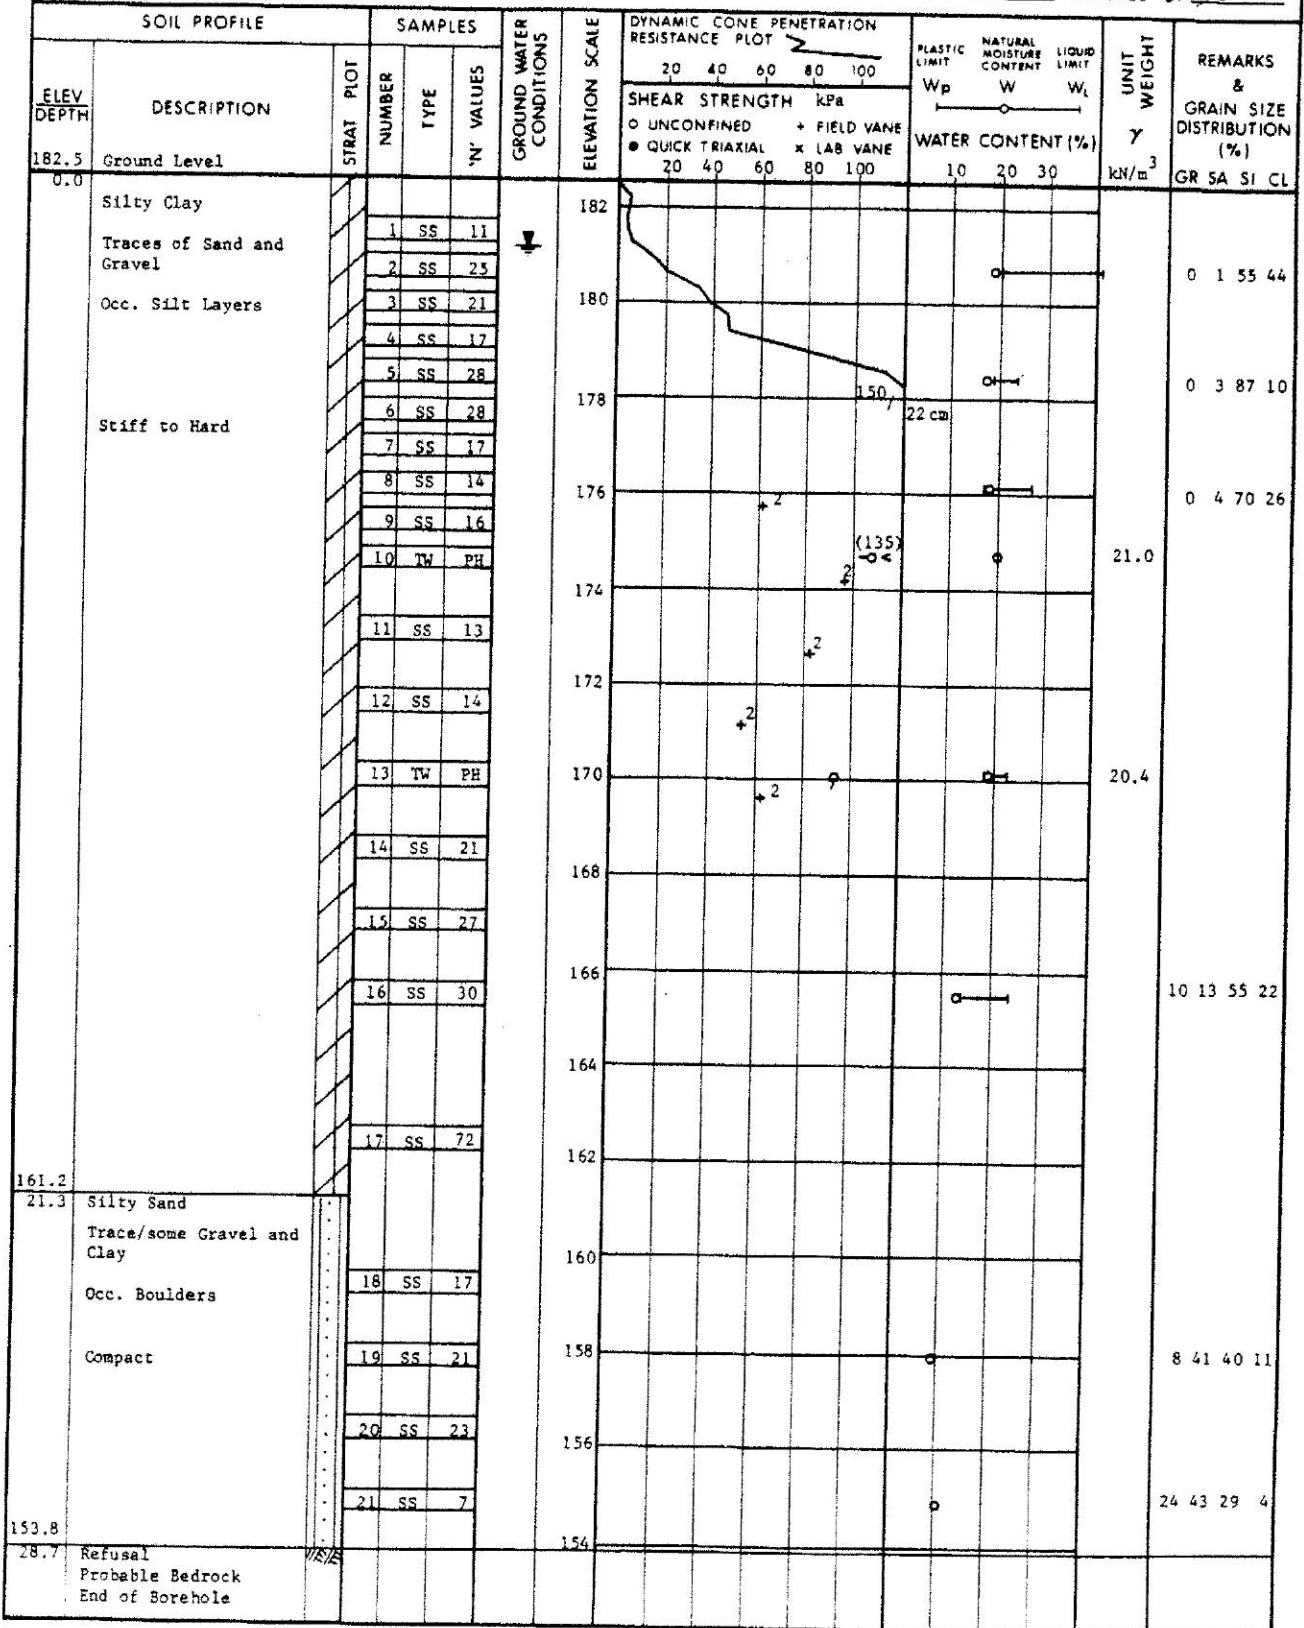 SOIL PROFILE
SAMPLES
GROUND WATER CONDITIONS
ELEVATION SCALE
DYNAMIC CONE PENETRATION
RESISTANCE PLOT
20 40 60 80 100
SHEAR STRENGTH kPa
O UNCONFINED + FIELD VANE
● QUICK TRIAXIAL × LAB VANE
20 40 60 80 100
PLASTIC LIMIT
NATURAL MOISTURE CONTENT
LIQUID LIMIT
Wp W WL
WATER CONTENT (%)
10 20 30
UNIT WEIGHT
γ
kN/m³
REMARKS
&
GRAIN SIZE
DISTRIBUTION
(%)
GR SA SI CL
ELEV
DEPTH
DESCRIPTION
STRAT PLOT
NUMBER
TYPE
'N' VALUES
182.5 Ground Level
0.0
Silty Clay
Traces of Sand and
Gravel
Occ. Silt Layers
Stiff to Hard
1 SS 11
2 SS 25
3 SS 21
4 SS 17
5 SS 28
6 SS 28
7 SS 17
8 SS 14
9 SS 16
10 TW PH
11 SS 13
12 SS 14
13 TW PH
14 SS 21
15 SS 27
16 SS 30
17 SS 72
161.2
21.3 Silty Sand
Trace/some Gravel and
Clay
Occ. Boulders
Compact
18 SS 17
19 SS 21
20 SS 23
21 SS 7
153.8
28.7 Refusal
Probable Bedrock
End of Borehole
182
180
178
176
174
172
170
168
166
164
162
160
158
156
154
150/
22 cm
2
(135)
2
2
2
2
21.0
20.4
0 1 55 44
0 3 87 10
0 4 70 26
10 13 55 22
8 41 40 11
24 43 29 4